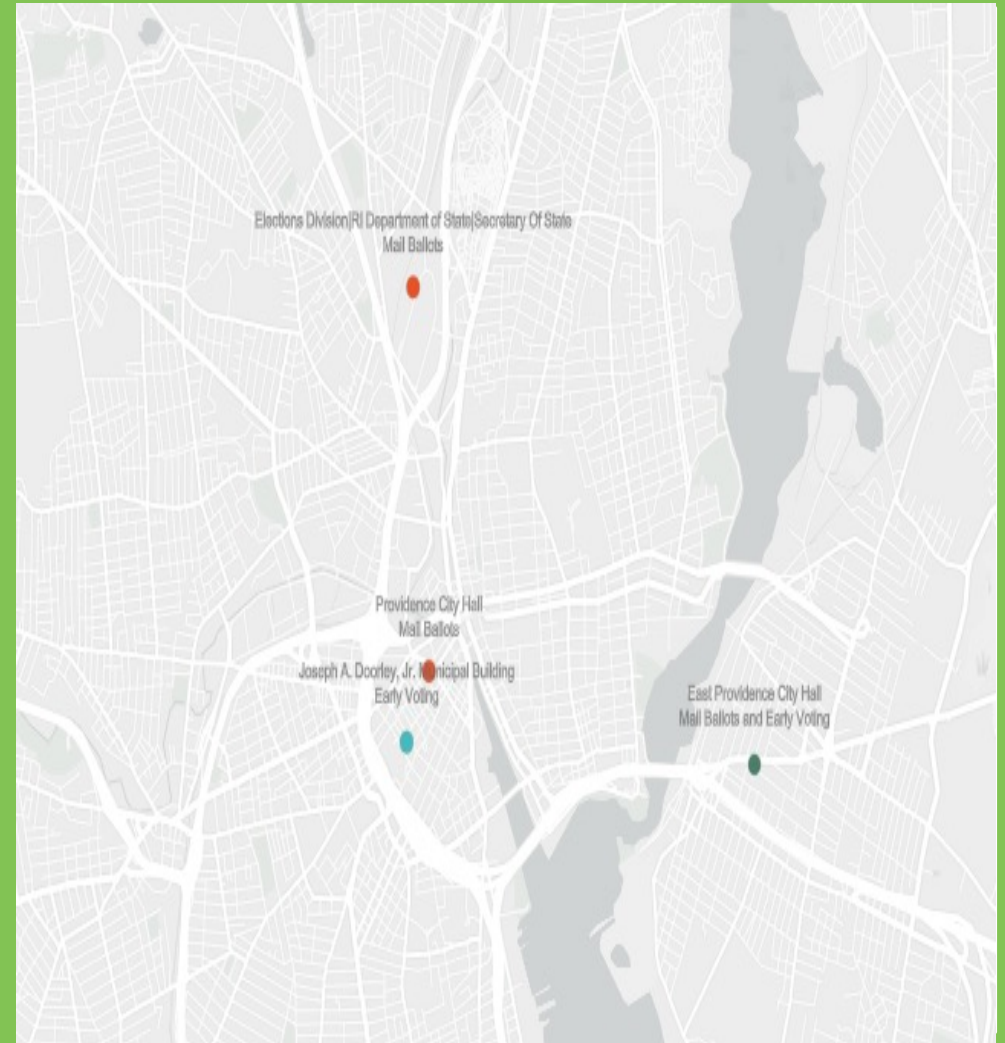 Elections Division|RI Department of State|Secretary Of State
Mail Ballots
Providence City Hall
Mail Ballots
Joseph A. Doorley, Jr. Municipal Building
Early Voting
East Providence City Hall
Mail Ballots and Early Voting